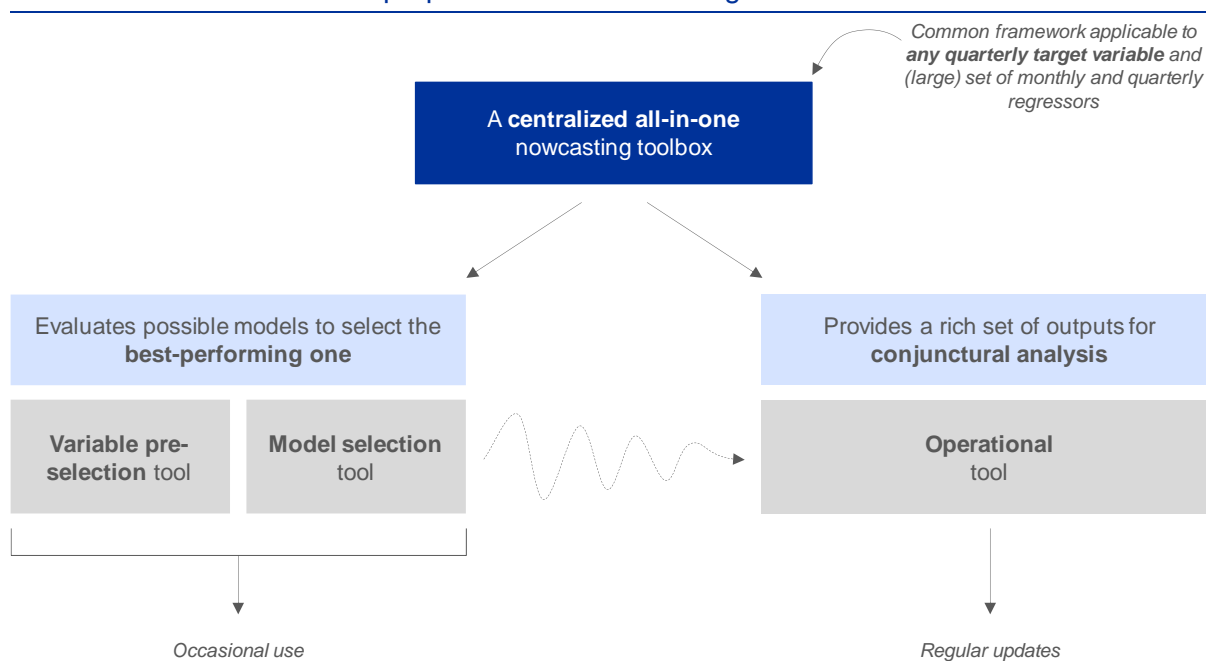 Common framework applicable to
any quarterly target variable and
(large) set of monthly and quarterly
regressors
A centralized all-in-one
nowcasting toolbox
Evaluates possible models to select the
best-performing one
Provides a rich set of outputs for
conjunctural analysis
Variable pre-
selection tool
Model selection
tool
Operational
tool
Occasional use
Regular updates